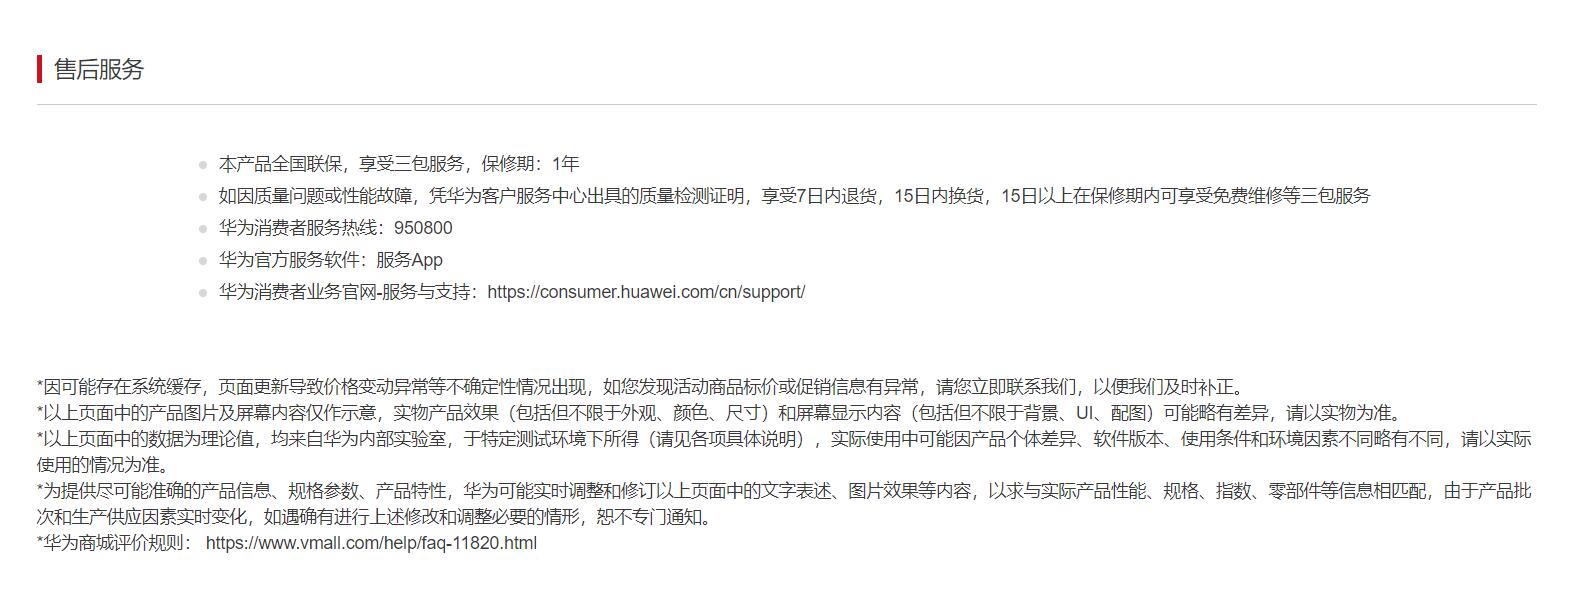 售后服务
本产品全国联保，享受三包服务，保修期：1年
如因质量问题或性能故障，凭华为客户服务中心出具的质量检测证明，享受7日内退货，15日内换货，15日以上在保修期内可享受免费维修等三包服务
华为消费者服务热线：950800
华为官方服务软件：服务App
华为消费者业务官网-服务与支持：https://consumer.huawei.com/cn/support/
*因可能存在系统缓存，页面更新导致价格变动异常等不确定性情况出现，如您发现活动商品标价或促销信息有异常，请您立即联系我们，以便我们及时补正。
*以上页面中的产品图片及屏幕内容仅作示意，实物产品效果（包括但不限于外观、颜色、尺寸）和屏幕显示内容（包括但不限于背景、UI、配图）可能略有差异，请以实物为准。
*以上页面中的数据为理论值，均来自华为内部实验室，于特定测试环境下所得（请见各项具体说明），实际使用中可能因产品个体差异、软件版本、使用条件和环境因素不同略有不同，请以实际
使用的情况为准。
*为提供尽可能准确的产品信息、规格参数、产品特性，华为可能实时调整和修订以上页面中的文字表述、图片效果等内容，以求与实际产品性能、规格、指数、零部件等信息相匹配，由于产品批
次和生产供应因素实时变化，如遇确有进行上述修改和调整必要的情形，恕不专门通知。
*华为商城评价规则： https://www.vmall.com/help/faq-11820.html